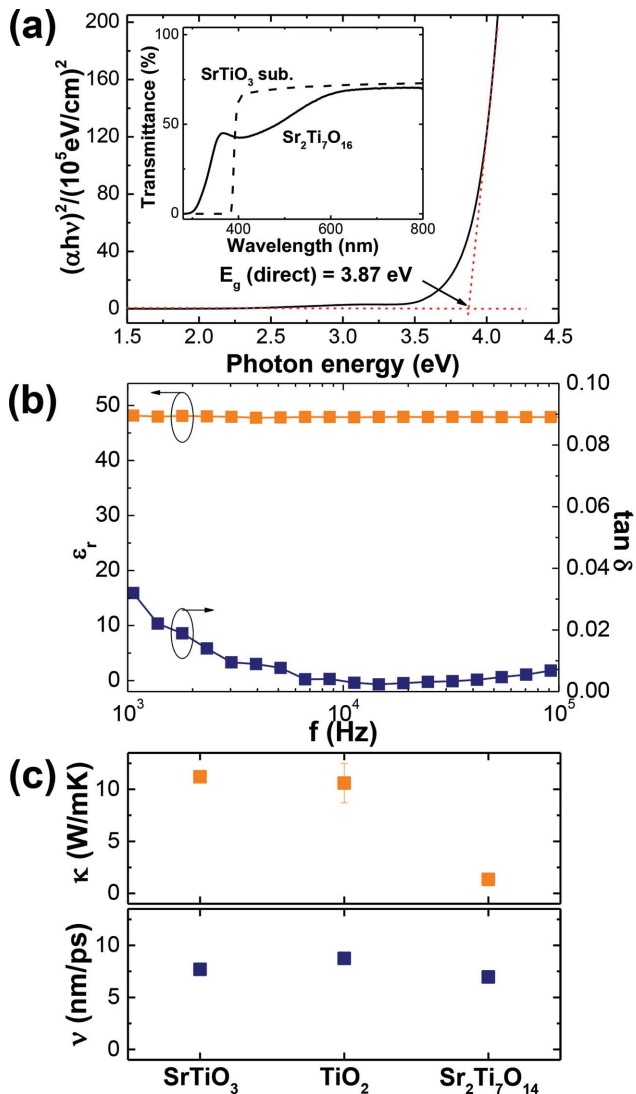 (a)
200
160
120
80
40
0
(αhν)²/(10⁵eV/cm)²
1.5 2.0 2.5 3.0 3.5 4.0 4.5
Photon energy (eV)
E_g (direct) = 3.87 eV
100
75
50
25
0
Transmittance (%)
SrTiO₃ sub.
Sr₂Ti₇O₁₆
400 500 600 700 800
Wavelength (nm)
(b)
50
40
30
20
10
0
ε_r
0.10
0.08
0.06
0.04
0.02
0.00
tan δ
10³ 10⁴ 10⁵
f (Hz)
(c)
10
5
0
κ (W/mK)
10
5
0
ν (nm/ps)
SrTiO₃ TiO₂ Sr₂Ti₇O₁₄